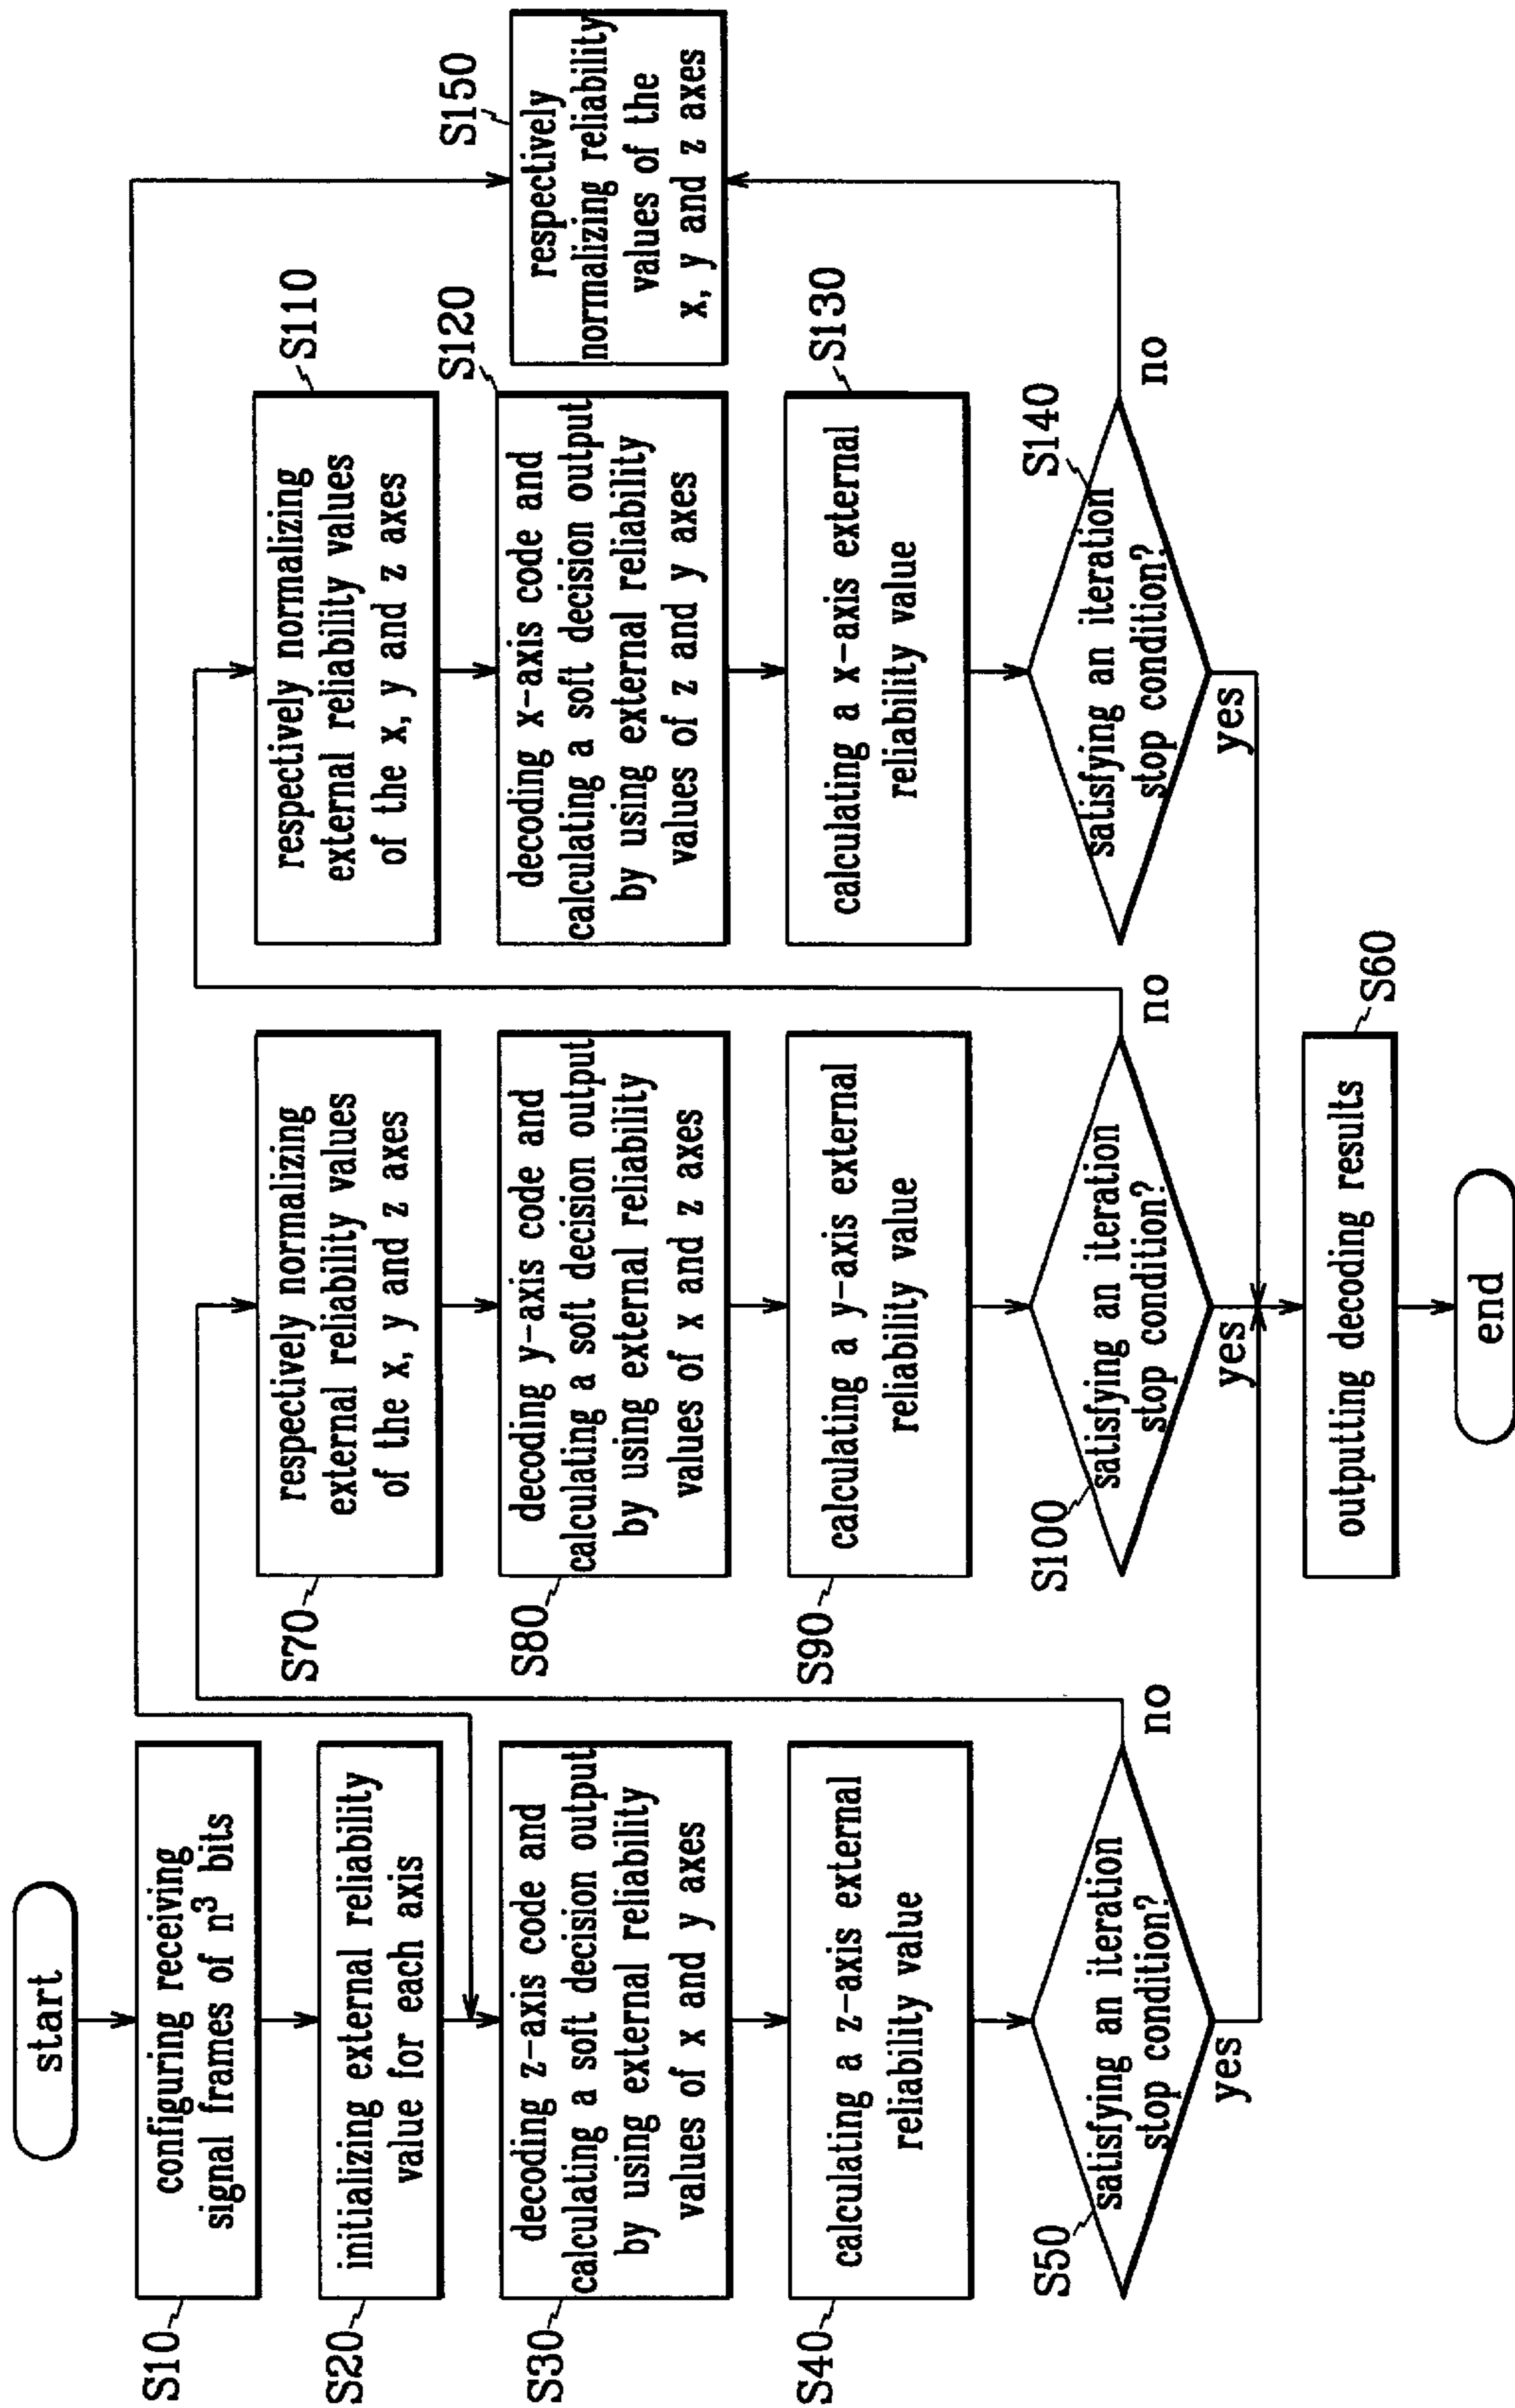 start
S10
configuring receiving
signal frames of n³ bits
S20
initializing external reliability
value for each axis
S30
decoding z-axis code and
calculating a soft decision output
by using external reliability
values of x and y axes
S40
calculating a z-axis external
reliability value
S50
satisfying an iteration
stop condition?
no
yes
S70
respectively normalizing
external reliability values
of the x, y and z axes
S80
decoding y-axis code and
calculating a soft decision output
by using external reliability
values of x and z axes
S90
calculating a y-axis external
reliability value
S100
satisfying an iteration
stop condition?
no
yes
S110
respectively normalizing
external reliability values
of the x, y and z axes
S120
decoding x-axis code and
calculating a soft decision output
by using external reliability
values of z and y axes
S130
calculating a x-axis external
reliability value
S140
satisfying an iteration
stop condition?
no
yes
S150
respectively
normalizing reliability
values of the
x, y and z axes
S60
outputting decoding results
end